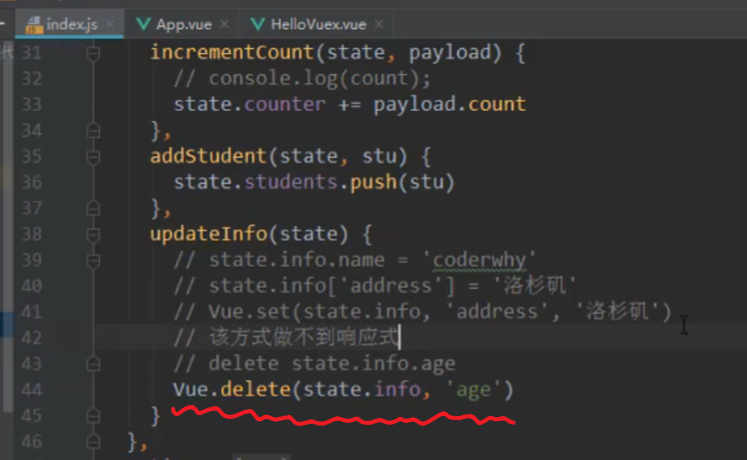 index.js App.vue HelloVuex.vue
31 incrementCount(state, payload) {
32 // console.log(count);
33 state.counter += payload.count
34 },
35 addStudent(state, stu) {
36 state.students.push(stu)
37 },
38 updateInfo(state) {
39 // state.info.name = 'coderwhy'
40 // state.info['address'] = '洛杉矶'
41 // Vue.set(state.info, 'address', '洛杉矶')
42 // 该方式做不到响应式
43 // delete state.info.age
44 Vue.delete(state.info, 'age')
45 }
46 },